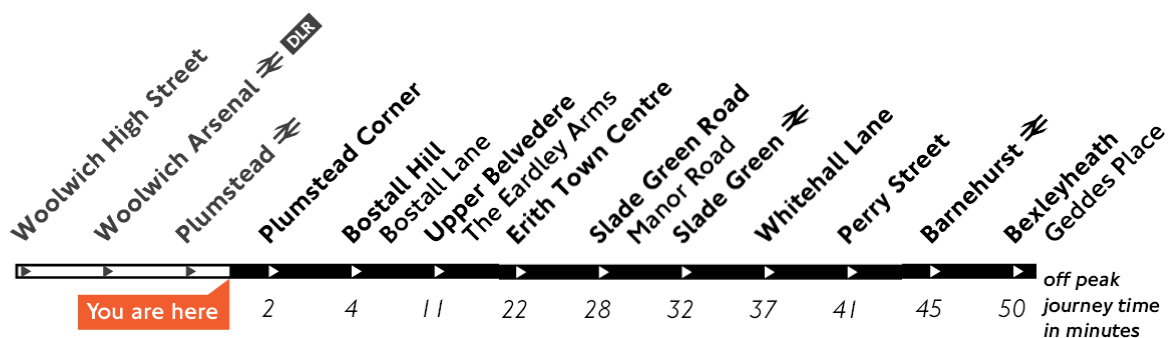 Woolwich High Street
Woolwich Arsenal DLR
Plumstead
Plumstead Corner
Bostall Hill
Bostall Lane
Upper Belvedere
The Eardley Arms
Erith Town Centre
Slade Green Road
Manor Road
Slade Green
Whitehall Lane
Perry Street
Barnehurst
Bexleyheath
Geddes Place
You are here
2 4 11 22 28 32 37 41 45 50
off peak
journey time
in minutes